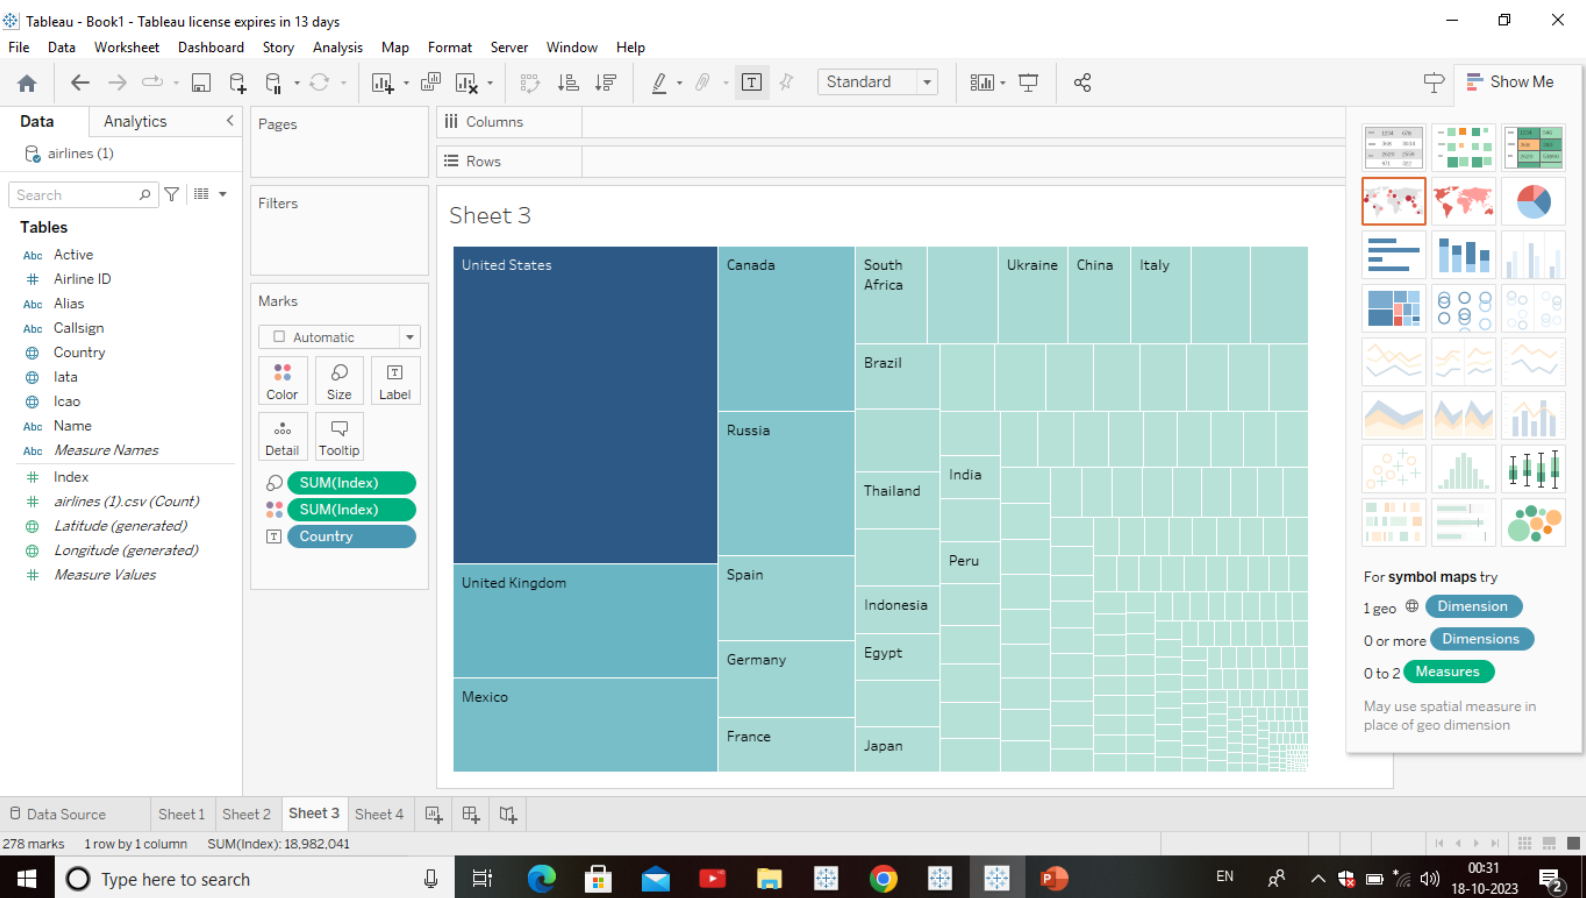 Tableau - Book1 - Tableau license expires in 13 days
File Data Worksheet Dashboard Story Analysis Map Format Server Window Help
Standard
Show Me
Data Analytics
airlines (1)
Search
Tables
Abc Active
# Airline ID
Abc Alias
Abc Callsign
Country
Iata
Icao
Abc Name
Abc Measure Names
# Index
# airlines (1).csv (Count)
Latitude (generated)
Longitude (generated)
# Measure Values
Pages
Filters
Marks
Automatic
Color Size Label
Detail Tooltip
SUM(Index)
SUM(Index)
Country
Columns
Rows
Sheet 3
United States
United Kingdom
Mexico
Canada
Russia
Spain
Germany
France
South
Africa
Brazil
Thailand
Indonesia
Egypt
Japan
India
Peru
Ukraine
China
Italy
For symbol maps try
1 geo Dimension
0 or more Dimensions
0 to 2 Measures
May use spatial measure in
place of geo dimension
Data Source Sheet 1 Sheet 2 Sheet 3 Sheet 4
278 marks 1 row by 1 column SUM(Index): 18,982,041
Type here to search
EN
00:31
18-10-2023
2